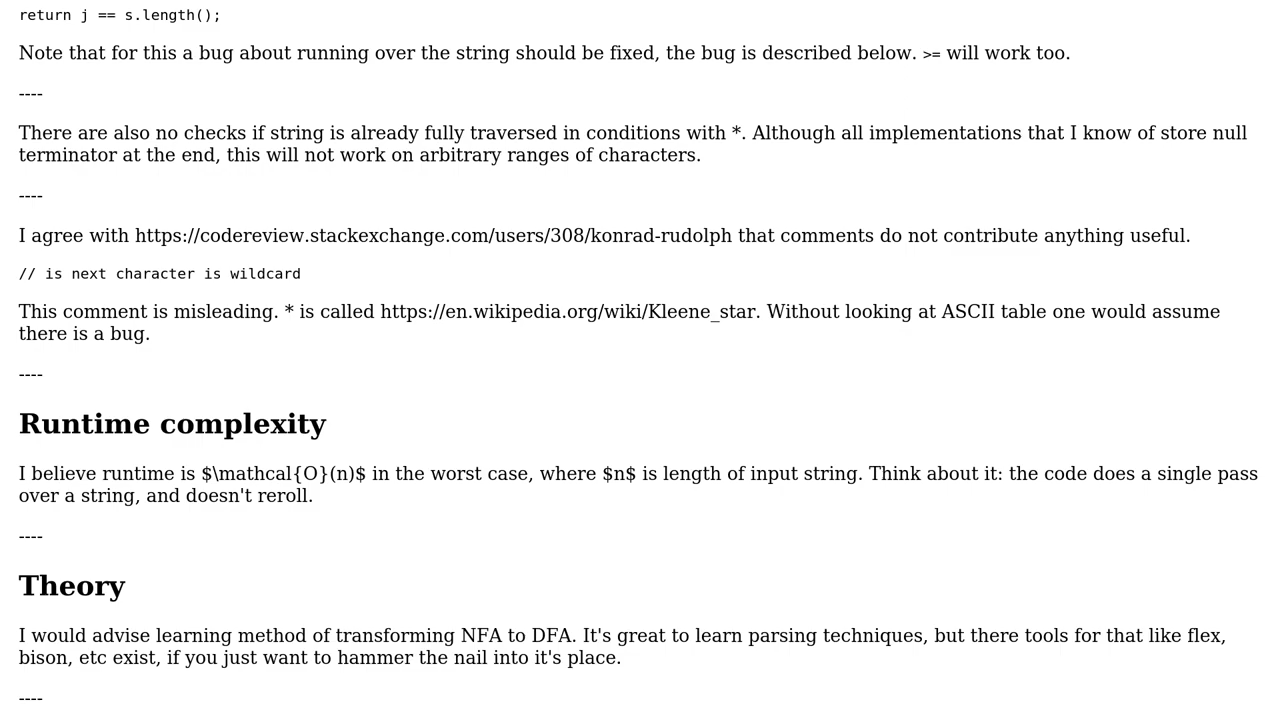 return j == s.length();
Note that for this a bug about running over the string should be fixed, the bug is described below. >= will work too.
----
There are also no checks if string is already fully traversed in conditions with *. Although all implementations that I know of store null
terminator at the end, this will not work on arbitrary ranges of characters.
----
I agree with https://codereview.stackexchange.com/users/308/konrad-rudolph that comments do not contribute anything useful.
// is next character is wildcard
This comment is misleading. * is called https://en.wikipedia.org/wiki/Kleene_star. Without looking at ASCII table one would assume
there is a bug.
----
Runtime complexity
I believe runtime is $\mathcal{O}(n)$ in the worst case, where $n$ is length of input string. Think about it: the code does a single pass
over a string, and doesn't reroll.
----
Theory
I would advise learning method of transforming NFA to DFA. It's great to learn parsing techniques, but there tools for that like flex,
bison, etc exist, if you just want to hammer the nail into it's place.
----